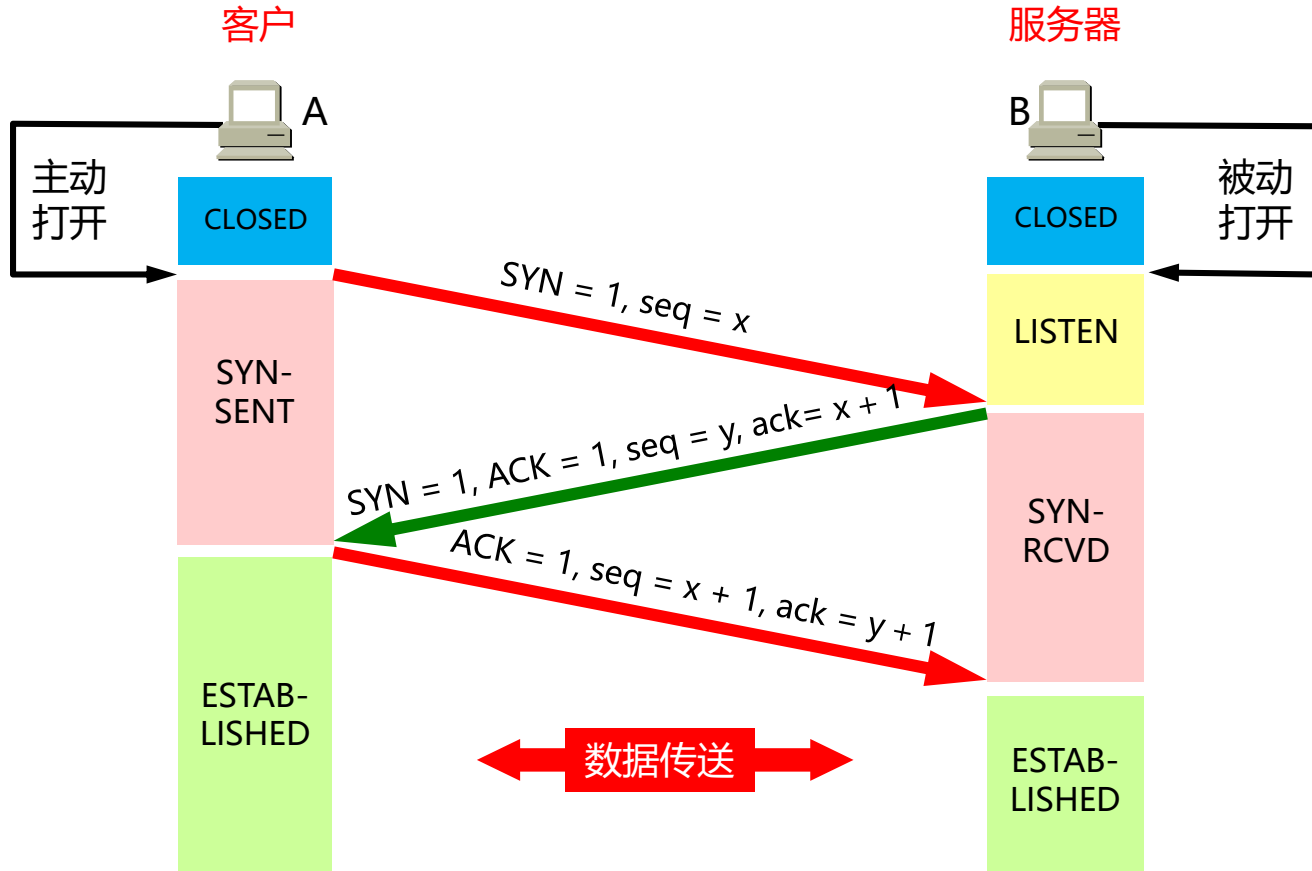 客户
服务器
A
B
主动
打开
被动
打开
CLOSED
CLOSED
SYN = 1, seq = x
LISTEN
SYN-
SENT
SYN = 1, ACK = 1, seq = y, ack= x + 1
SYN-
RCVD
ACK = 1, seq = x + 1, ack = y + 1
ESTAB-
LISHED
数据传送
ESTAB-
LISHED